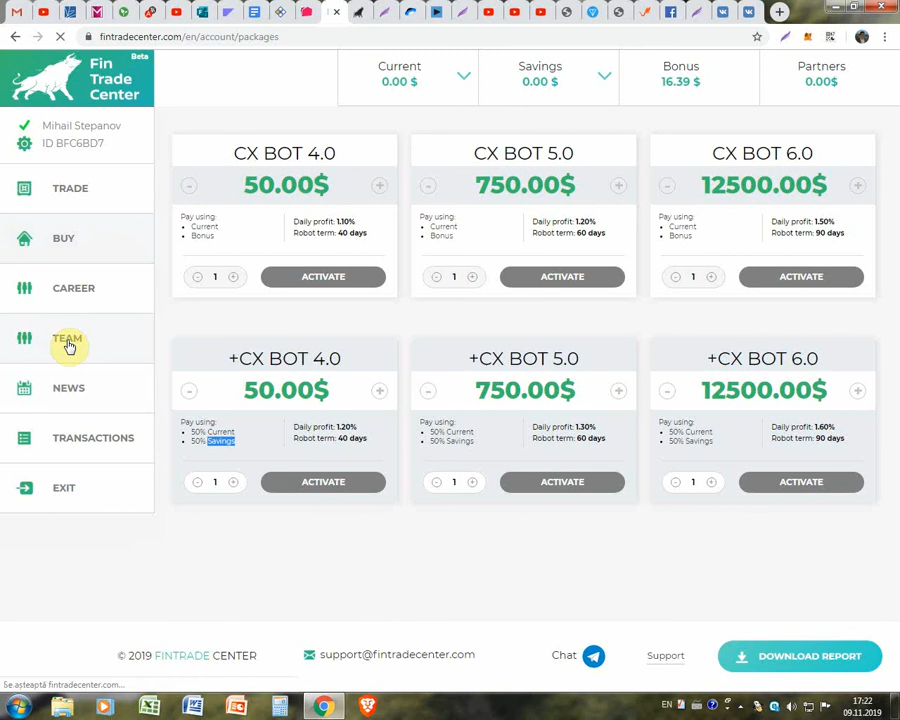 fintradecenter.com/en/account/packages
Beta
Fin
Trade
Center
Current
0.00 $
Savings
0.00 $
Bonus
16.39 $
Partners
0.00$
Mihail Stepanov
ID BFC6BD7
TRADE
BUY
CAREER
TEAM
NEWS
TRANSACTIONS
EXIT
CX BOT 4.0
- 50.00$ +
Pay using:
• Current
• Bonus
Daily profit: 1.10%
Robot term: 40 days
- 1 +
ACTIVATE
CX BOT 5.0
- 750.00$ +
Pay using:
• Current
• Bonus
Daily profit: 1.20%
Robot term: 60 days
- 1 +
ACTIVATE
CX BOT 6.0
- 12500.00$ +
Pay using:
• Current
• Bonus
Daily profit: 1.50%
Robot term: 90 days
- 1 +
ACTIVATE
+CX BOT 4.0
- 50.00$ +
Pay using:
• 50% Current
• 50% Savings
Daily profit: 1.20%
Robot term: 40 days
- 1 +
ACTIVATE
+CX BOT 5.0
- 750.00$ +
Pay using:
• 50% Current
• 50% Savings
Daily profit: 1.30%
Robot term: 60 days
- 1 +
ACTIVATE
+CX BOT 6.0
- 12500.00$ +
Pay using:
• 50% Current
• 50% Savings
Daily profit: 1.60%
Robot term: 90 days
- 1 +
ACTIVATE
© 2019 FINTRADE CENTER
support@fintradecenter.com
Chat
Support
DOWNLOAD REPORT
Se așteaptă fintradecenter.com...
EN
17:22
09.11.2019